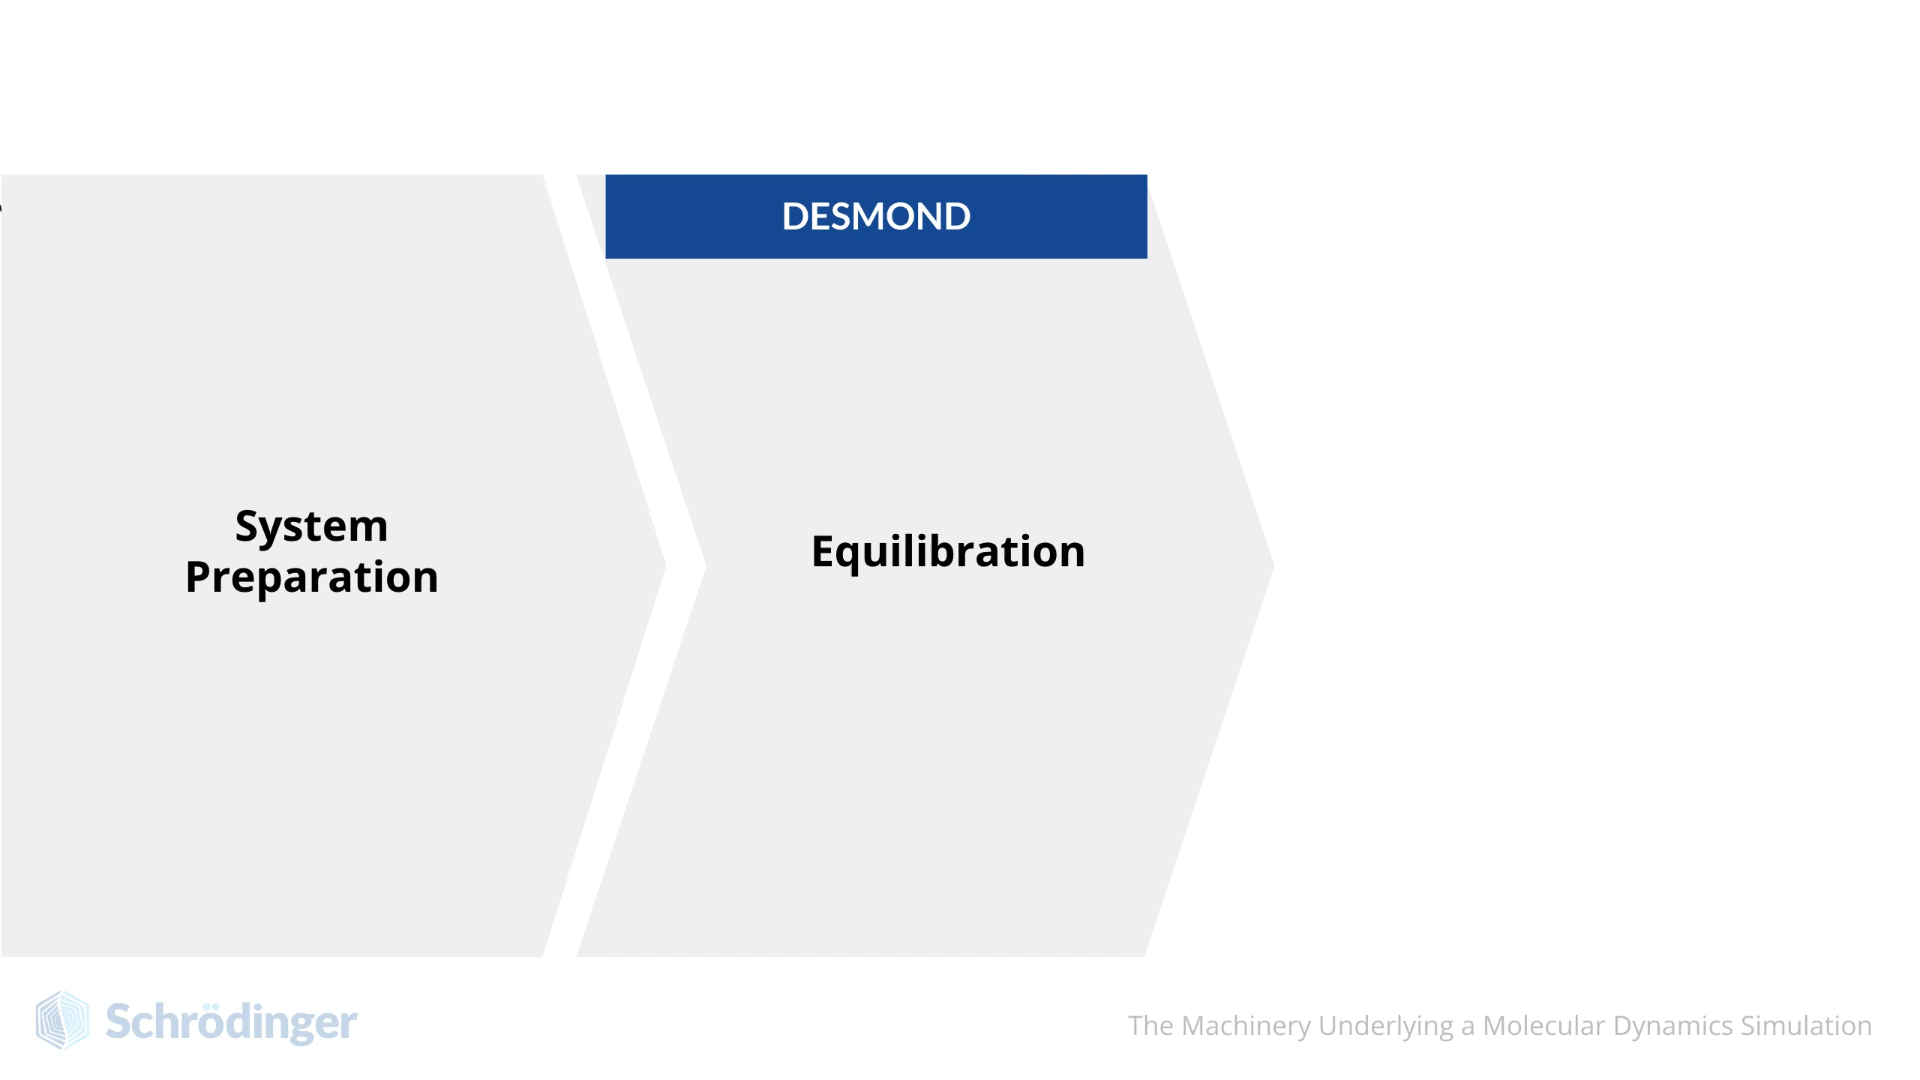 DESMOND
System
Preparation
Equilibration
Schrödinger
The Machinery Underlying a Molecular Dynamics Simulation